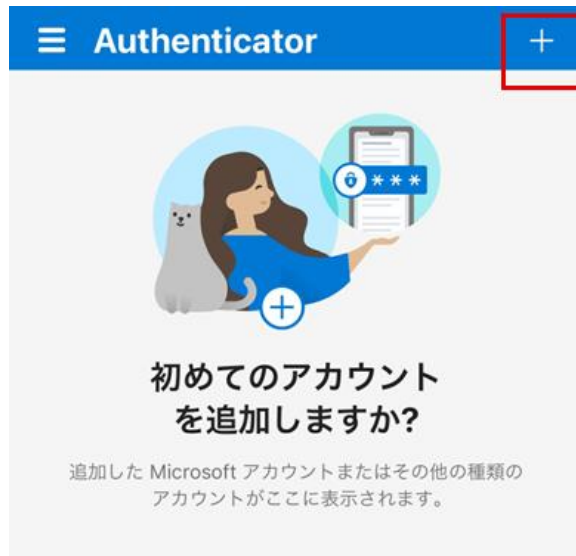 Authenticator
***
初めてのアカウント
を追加しますか?
追加した Microsoft アカウントまたはその他の種類の
アカウントがここに表示されます。